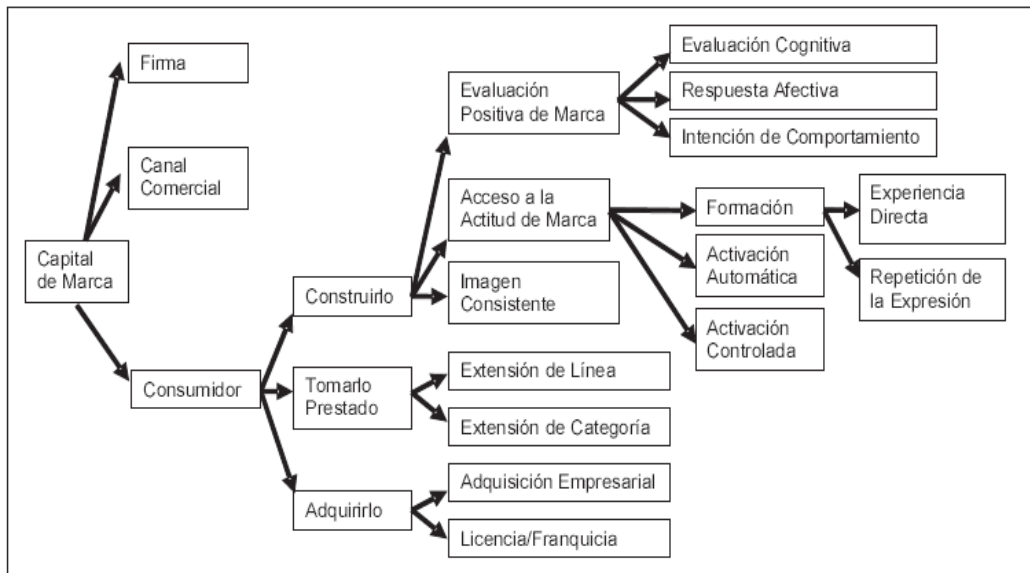 Firma
Canal
Comercial
Capital
de Marca
Consumidor
Construirlo
Tomarlo
Prestado
Adquirirlo
Evaluación
Positiva de Marca
Acceso a la
Actitud de Marca
Imagen
Consistente
Extensión de Línea
Extensión de Categoría
Adquisición Empresarial
Licencia/Franquicia
Evaluación Cognitiva
Respuesta Afectiva
Intención de Comportamiento
Formación
Activación
Automática
Activación
Controlada
Experiencia
Directa
Repetición de
la Expresión